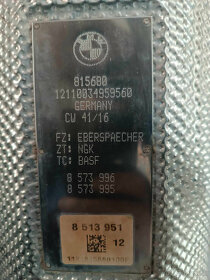 BMW
815680
12110034959560
GERMANY
CW 41/16
FZ: EBERSPAECHER
ZT: NGK
TC: BASF
8 573 996
8 573 995
8 513 951
12